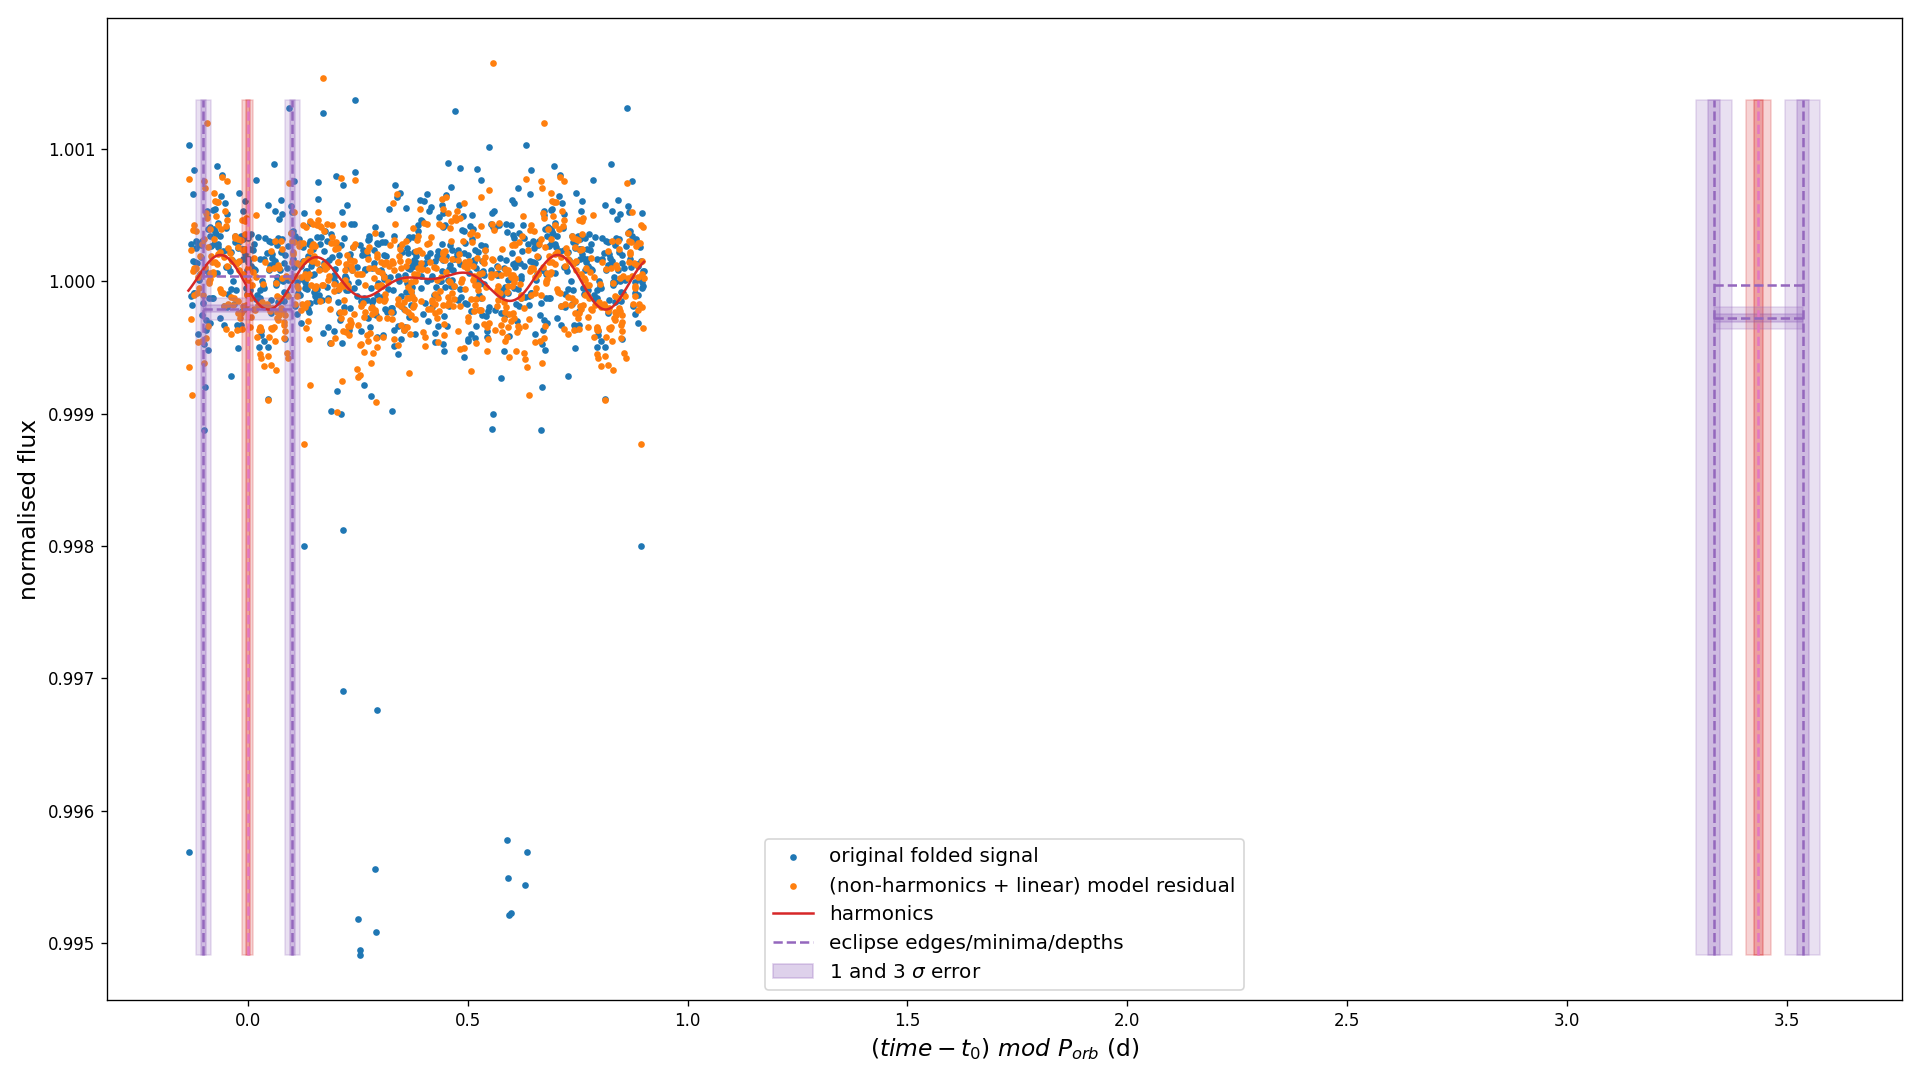 normalised flux
1.001
1.000
0.999
0.998
0.997
0.996
0.995
original folded signal
(non-harmonics + linear) model residual
harmonics
eclipse edges/minima/depths
1 and 3 σ error
0.0 0.5 1.0 1.5 2.0 2.5 3.0 3.5
(time − t₀) mod Pₒᵣb (d)